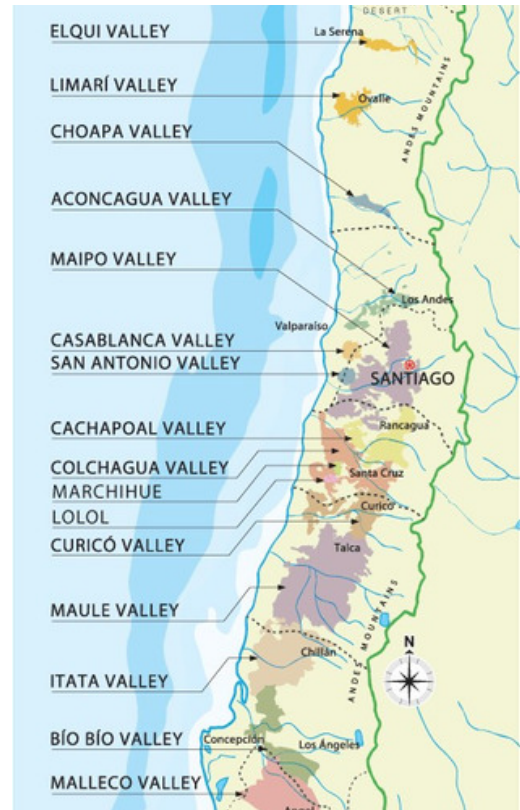 DESERT
ELQUI VALLEY
La Serena
LIMARÍ VALLEY
Ovalle
ANDES MOUNTAINS
CHOAPA VALLEY
ACONCAGUA VALLEY
MAIPO VALLEY
Los Andes
Valparaíso
CASABLANCA VALLEY
SAN ANTONIO VALLEY
SANTIAGO
CACHAPOAL VALLEY
Rancagua
COLCHAGUA VALLEY
Santa Cruz
MARCHIHUE
LOLOL
Curicó
CURICÓ VALLEY
Talca
MAULE VALLEY
ANDES MOUNTAINS
N
Chillán
ITATA VALLEY
BÍO BÍO VALLEY
Concepción
Los Ángeles
MALLECO VALLEY